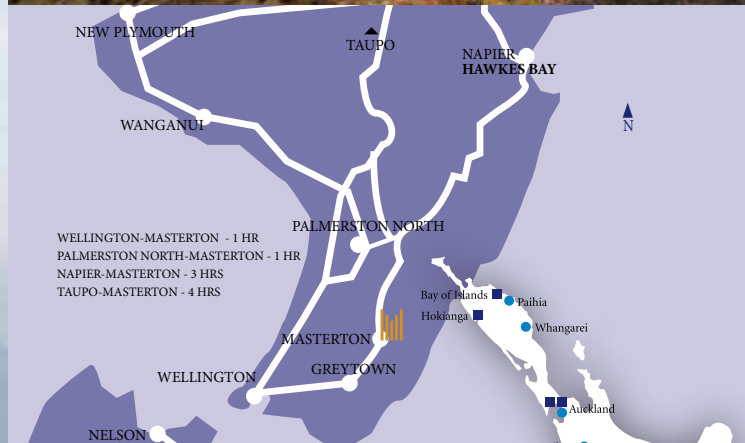 NEW PLYMOUTH
TAUPO
NAPIER
HAWKES BAY
WANGANUI
N
PALMERSTON NORTH
WELLINGTON-MASTERTON - 1 HR
PALMERSTON NORTH-MASTERTON - 1 HR
NAPIER-MASTERTON - 3 HRS
TAUPO-MASTERTON - 4 HRS
Bay of Islands
Paihia
Hokianga
Whangarei
MASTERTON
GREYTOWN
WELLINGTON
Auckland
NELSON